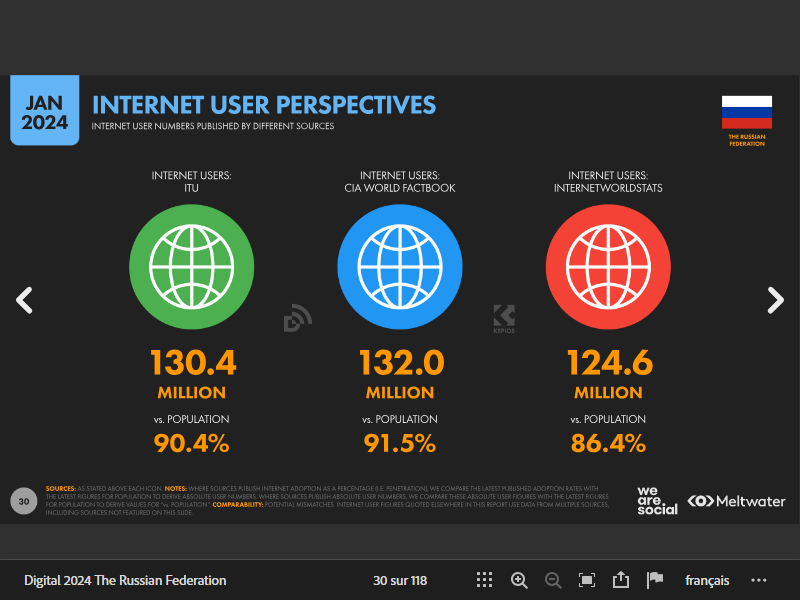 JAN
2024
INTERNET USER PERSPECTIVES
INTERNET USER NUMBERS PUBLISHED BY DIFFERENT SOURCES
THE RUSSIAN
FEDERATION
INTERNET USERS:
ITU
INTERNET USERS:
CIA WORLD FACTBOOK
INTERNET USERS:
INTERNETWORLDSTATS
KEPIOS
130.4
MILLION
vs. POPULATION
90.4%
132.0
MILLION
vs. POPULATION
91.5%
124.6
MILLION
vs. POPULATION
86.4%
30
SOURCES: AS STATED ABOVE EACH ICON. NOTES: WHERE SOURCES PUBLISH INTERNET ADOPTION AS A PERCENTAGE (I.E. PENETRATION), WE COMPARE THE LATEST PUBLISHED ADOPTION RATES WITH
THE LATEST FIGURES FOR POPULATION TO DERIVE ABSOLUTE USER NUMBERS. WHERE SOURCES PUBLISH ABSOLUTE USER NUMBERS, WE COMPARE THESE ABSOLUTE USER FIGURES WITH THE LATEST FIGURES
FOR POPULATION TO DERIVE VALUES FOR "vs. POPULATION." COMPARABILITY: POTENTIAL MISMATCHES. INTERNET USER FIGURES QUOTED ELSEWHERE IN THIS REPORT USE DATA FROM MULTIPLE SOURCES,
INCLUDING SOURCES NOT FEATURED ON THIS SLIDE.
we
are.
social
Meltwater
Digital 2024 The Russian Federation
30 sur 118
français